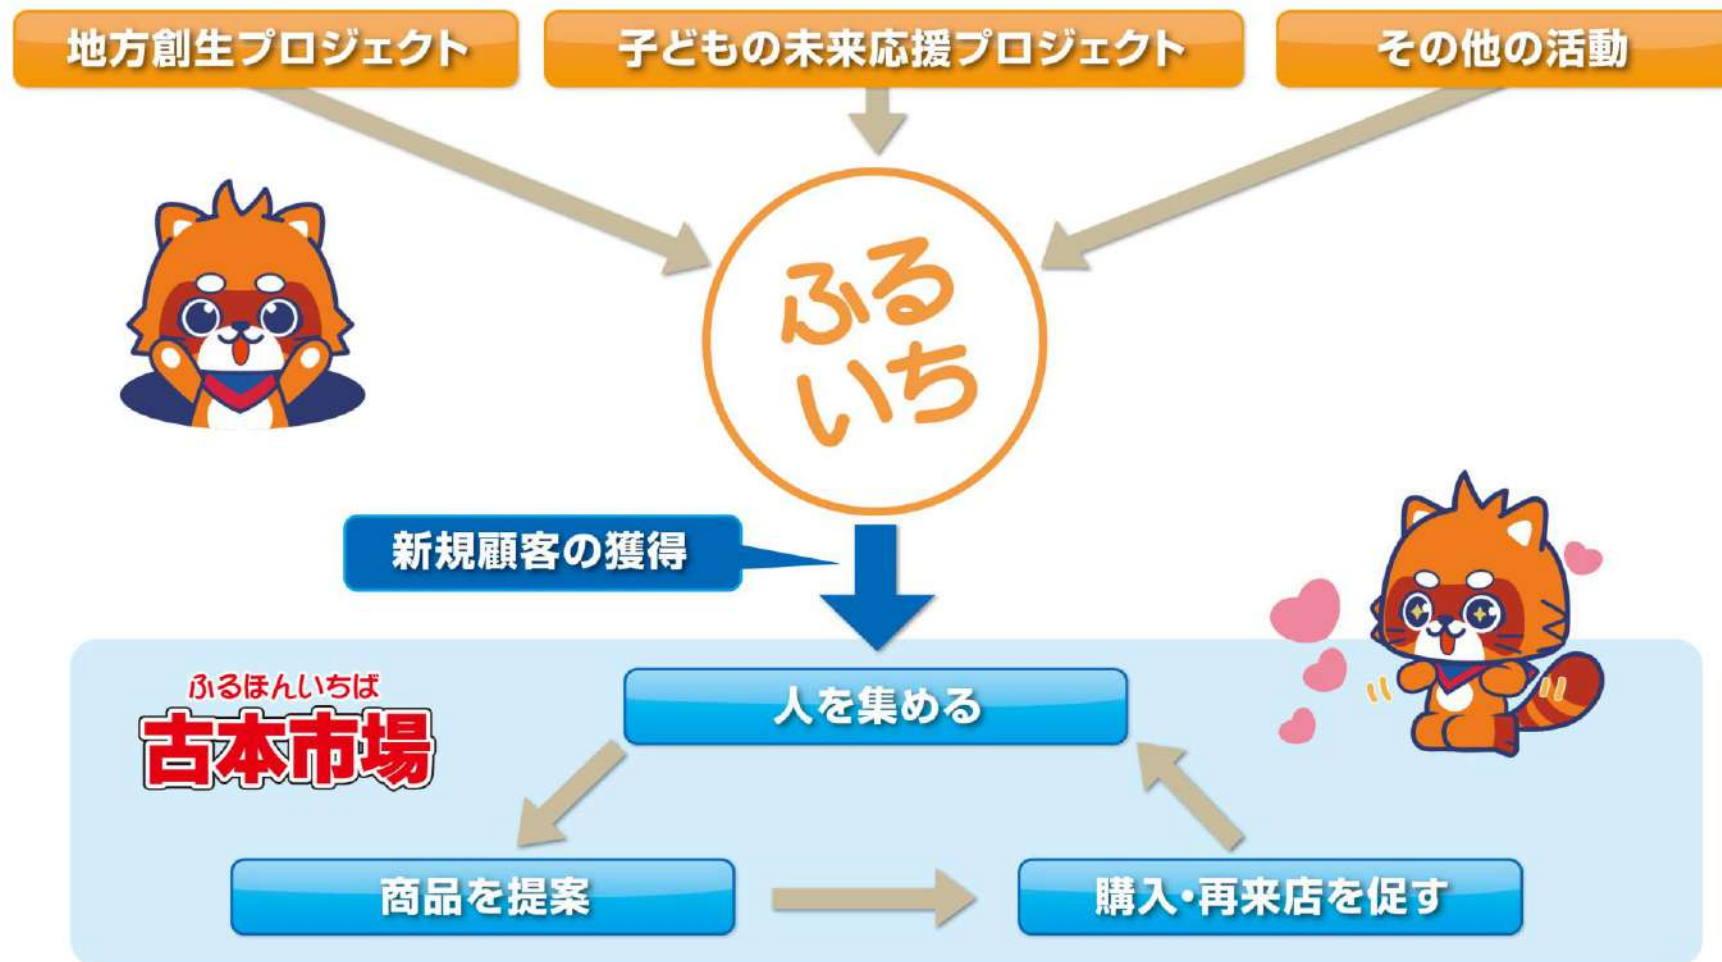 地方創生プロジェクト
子どもの未来応援プロジェクト
その他の活動
ふる
いち
新規顧客の獲得
ふるほんいちば
古本市場
人を集める
商品を提案
購入・再来店を促す